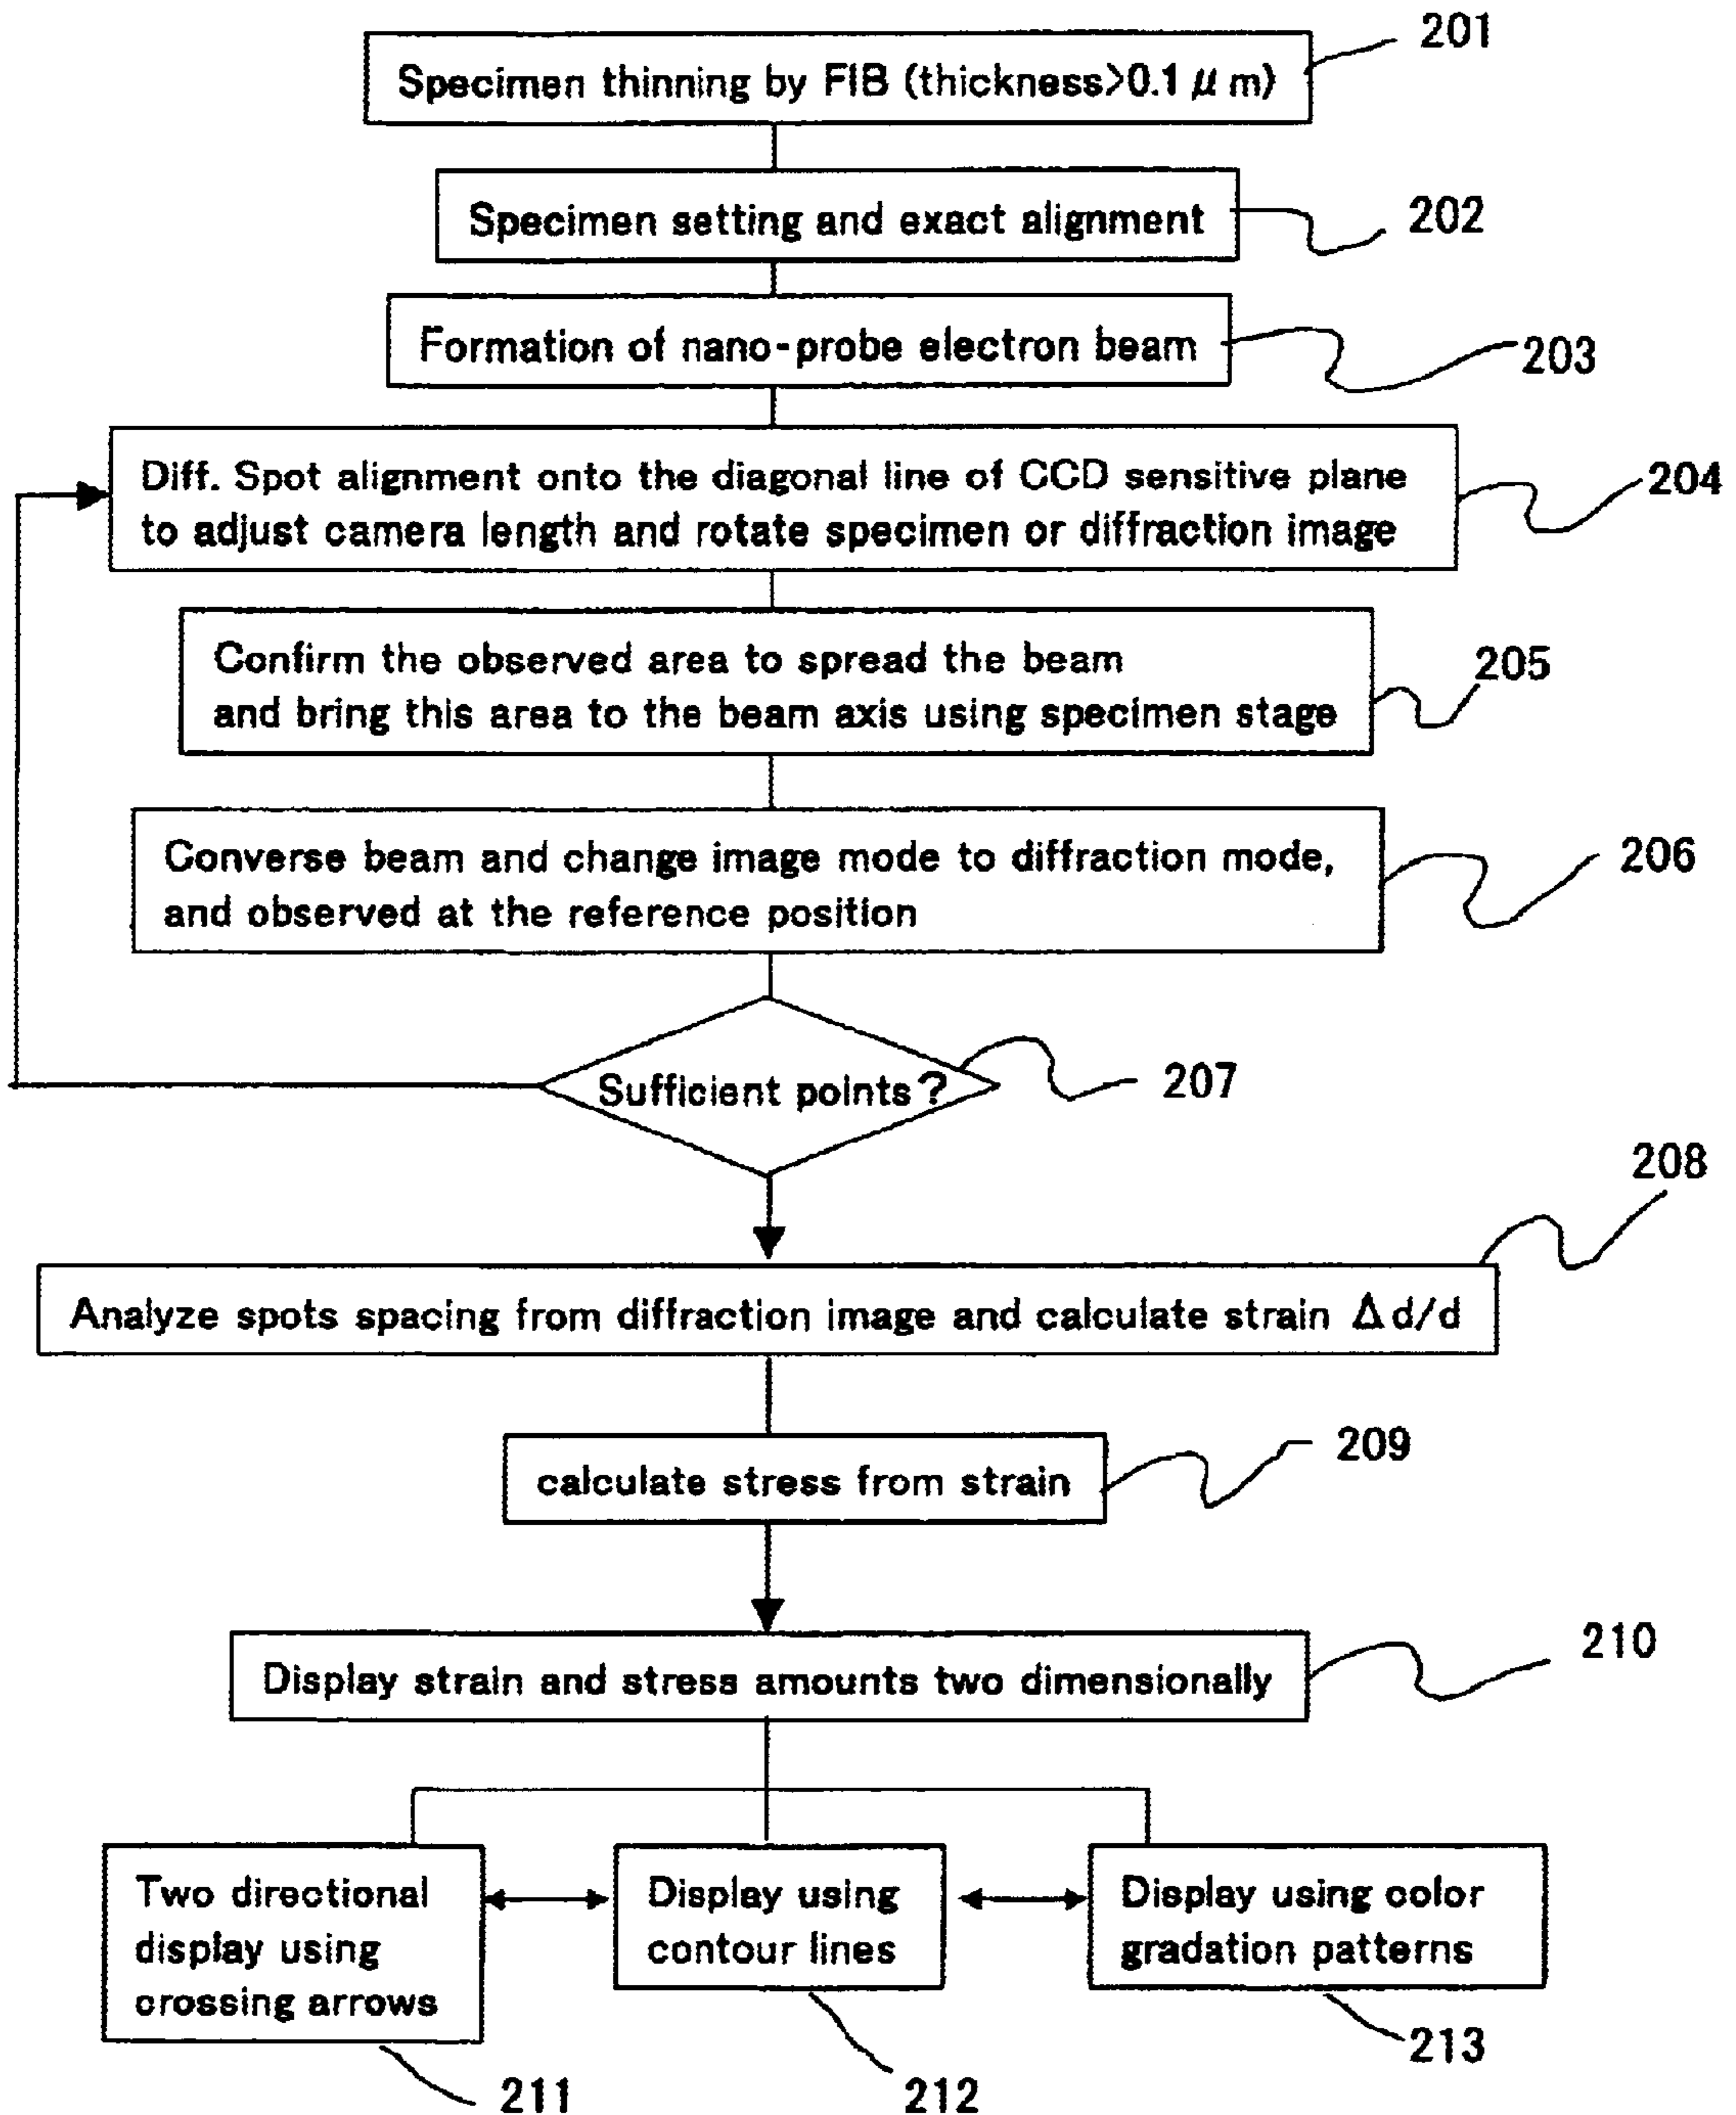 201
Specimen thinning by FIB (thickness>0.1 μm)
Specimen setting and exact alignment
202
Formation of nano-probe electron beam
203
Diff. Spot alignment onto the diagonal line of CCD sensitive plane
to adjust camera length and rotate specimen or diffraction image
204
Confirm the observed area to spread the beam
and bring this area to the beam axis using specimen stage
205
Converse beam and change image mode to diffraction mode,
and observed at the reference position
206
Sufficient points?
207
208
Analyze spots spacing from diffraction image and calculate strain Δd/d
calculate stress from strain
209
Display strain and stress amounts two dimensionally
210
Two directional
display using
crossing arrows
211
Display using
contour lines
212
Display using color
gradation patterns
213